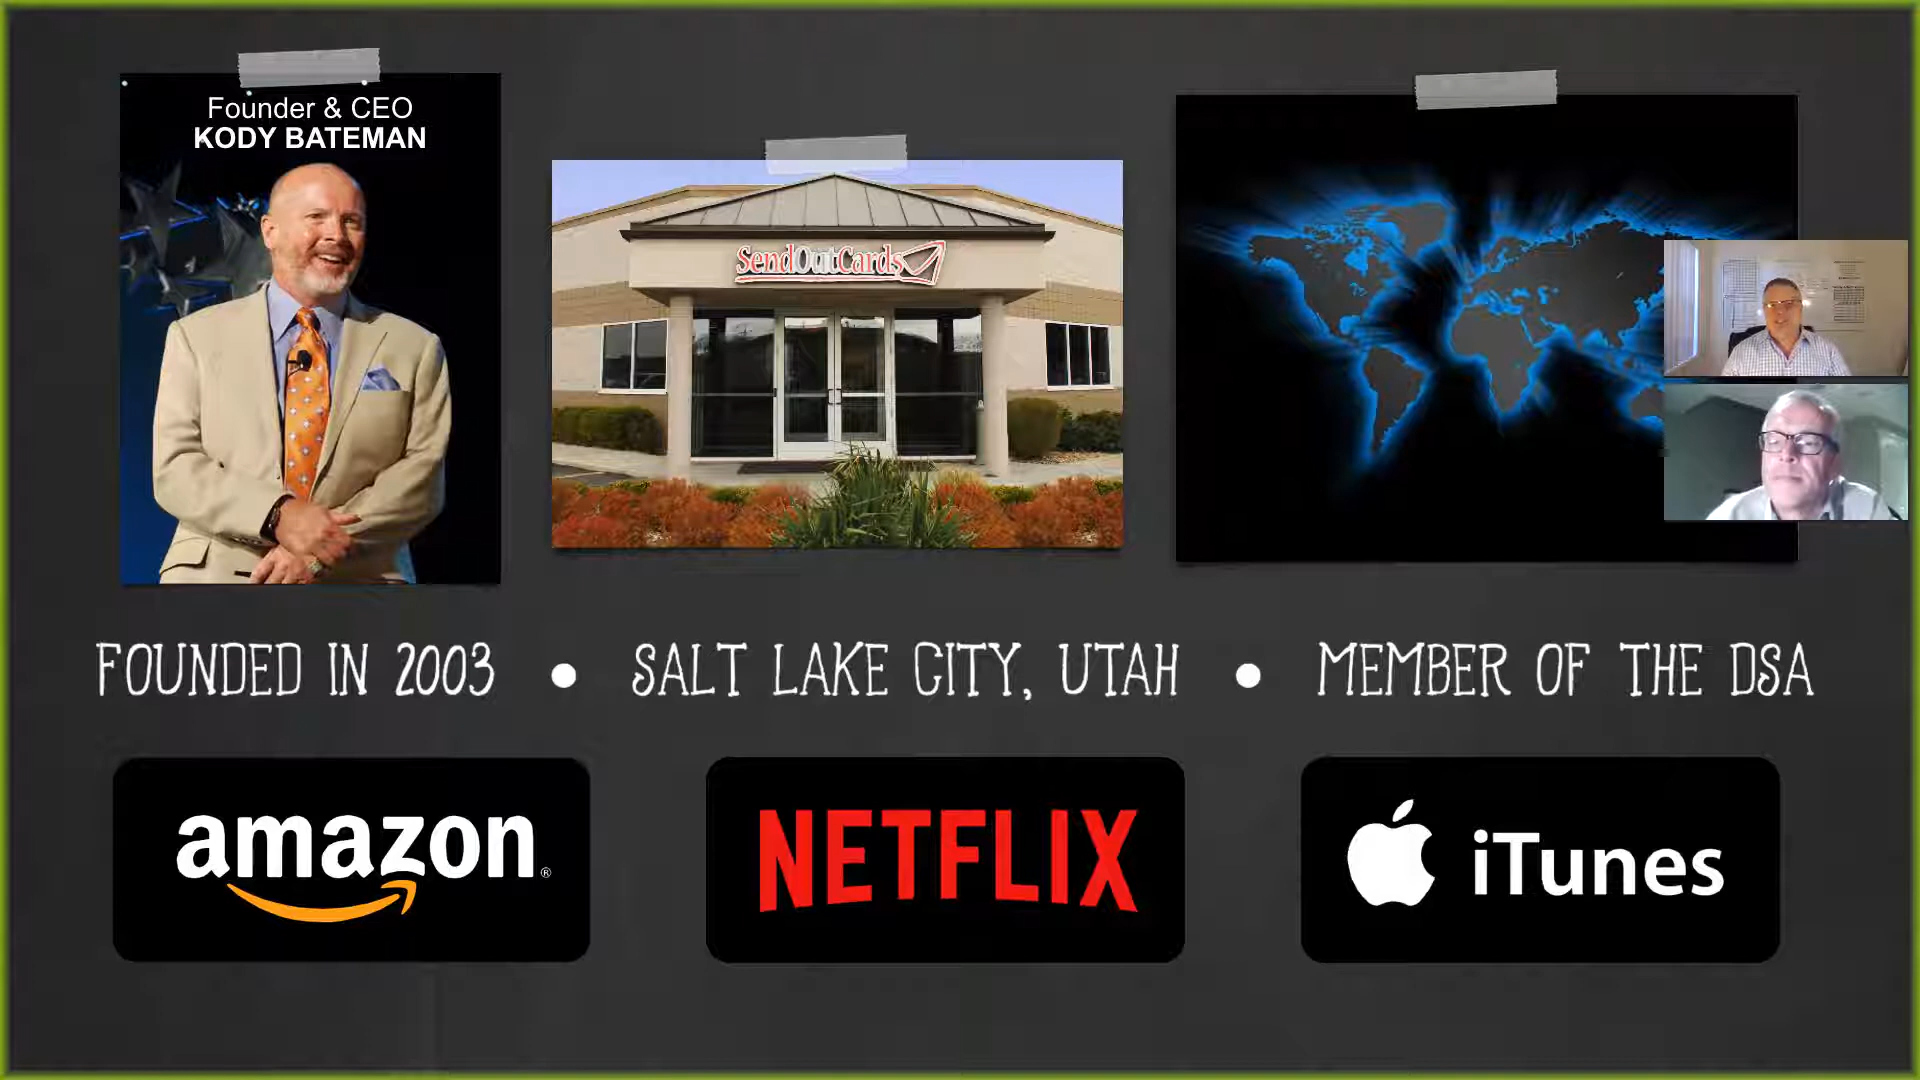 Founder & CEO
KODY BATEMAN
SendOutCards
FOUNDED IN 2003 • SALT LAKE CITY, UTAH • MEMBER OF THE DSA
amazon®
NETFLIX
iTunes